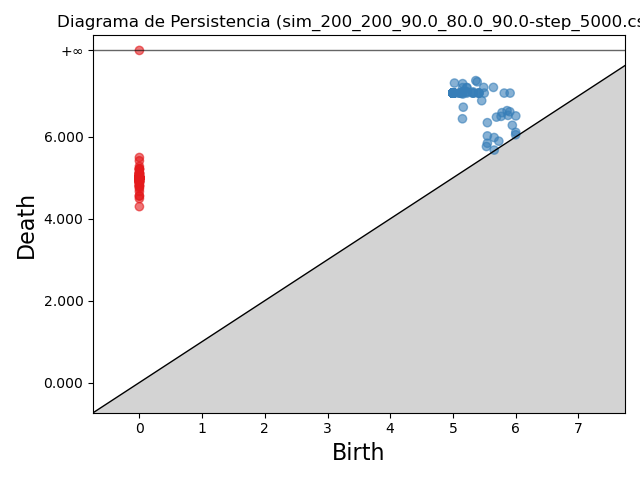 Diagrama de Persistencia (sim_200_200_90.0_80.0_90.0-step_5000.cs
+∞
6.000
4.000
2.000
0.000
Death
0 1 2 3 4 5 6 7
Birth